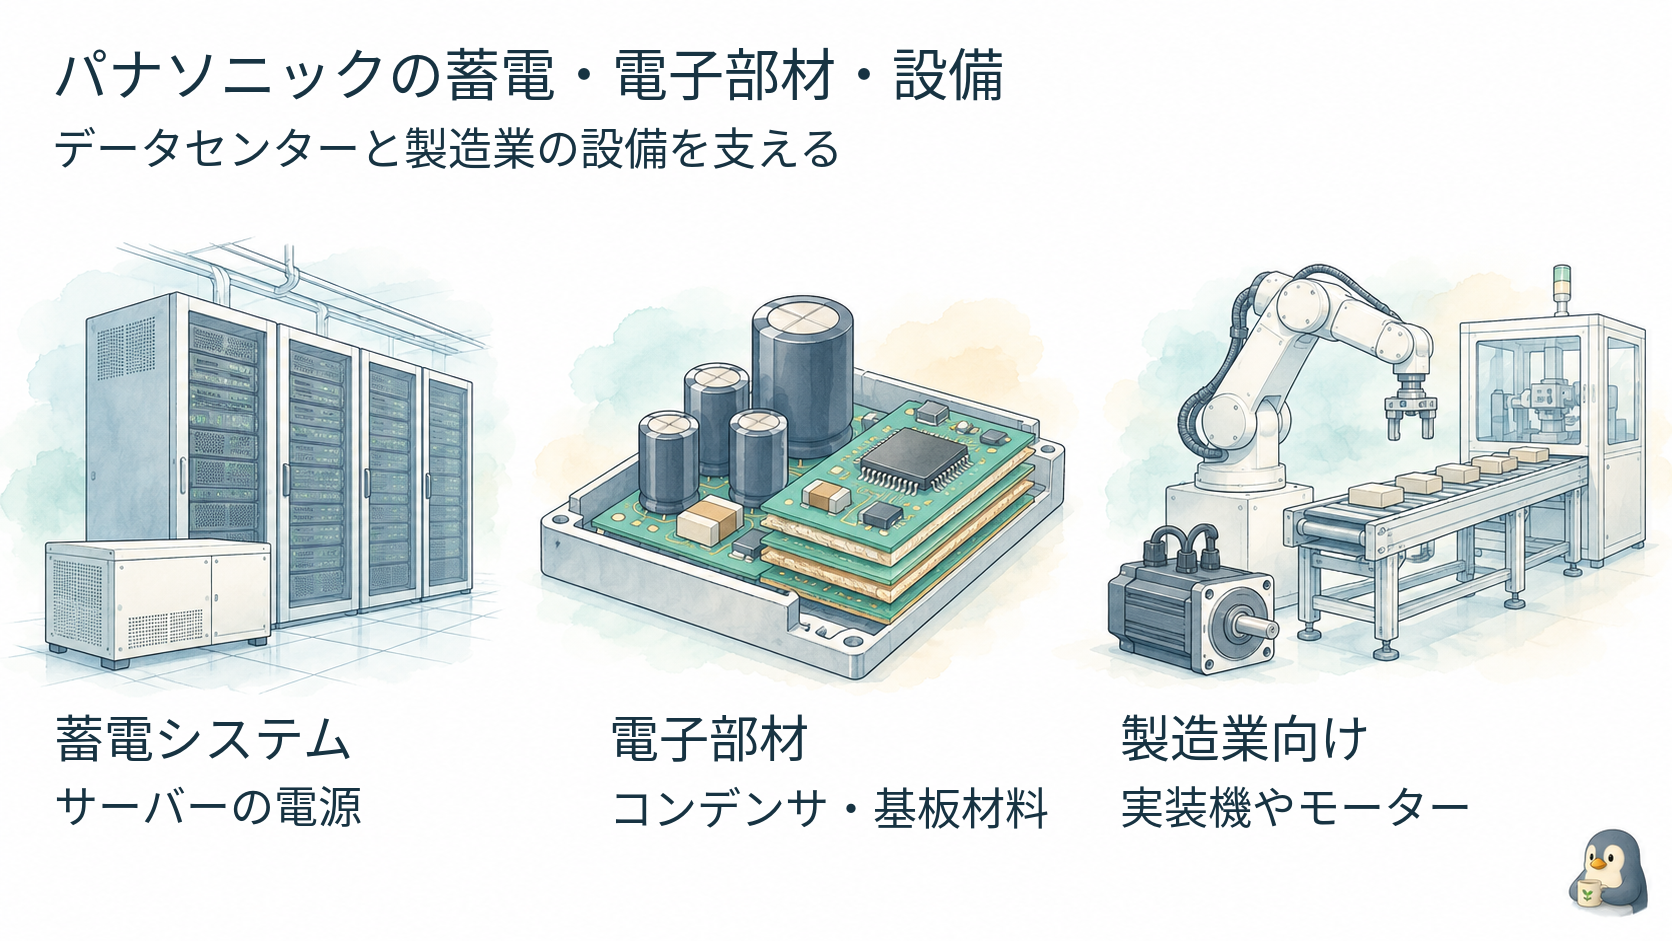 パナソニックの蓄電・電子部材・設備
データセンターと製造業の設備を支える
蓄電システム
サーバーの電源
電子部材
コンデンサ・基板材料
製造業向け
実装機やモーター